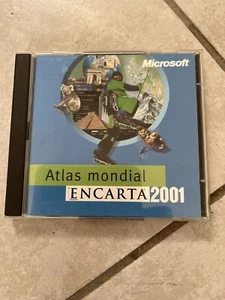 Microsoft
Atlas mondial
ENCARTA 2001